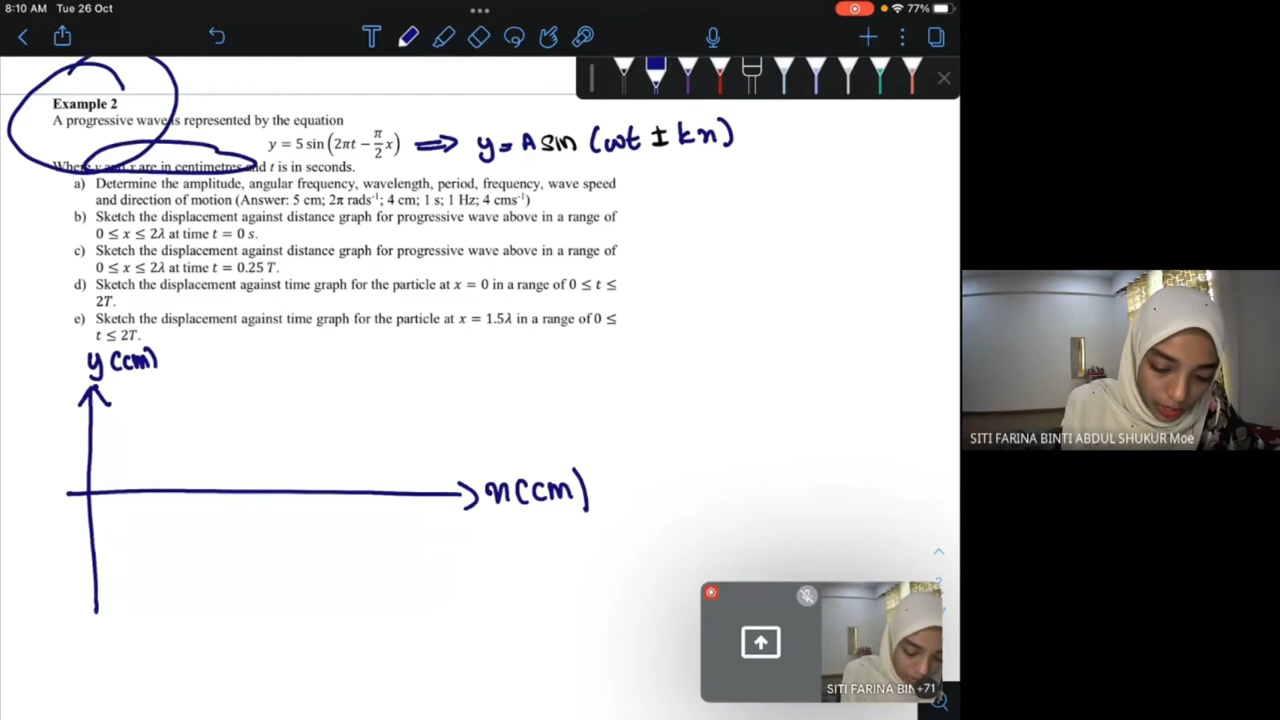 8:10 AM Tue 26 Oct
77%
Example 2
A progressive wave is represented by the equation
y = 5 sin (2πt − π/2 x) ⟹ y = A sin (ωt ± kx)
Where y and x are in centimetres and t is in seconds.
a) Determine the amplitude, angular frequency, wavelength, period, frequency, wave speed
and direction of motion (Answer: 5 cm; 2π rads⁻¹; 4 cm; 1 s; 1 Hz; 4 cms⁻¹)
b) Sketch the displacement against distance graph for progressive wave above in a range of
0 ≤ x ≤ 2λ at time t = 0 s.
c) Sketch the displacement against distance graph for progressive wave above in a range of
0 ≤ x ≤ 2λ at time t = 0.25 T.
d) Sketch the displacement against time graph for the particle at x = 0 in a range of 0 ≤ t ≤
2T.
e) Sketch the displacement against time graph for the particle at x = 1.5λ in a range of 0 ≤
t ≤ 2T.
y (cm)
x (cm)
SITI FARINA BINTI ABDUL SHUKUR Moe
SITI FARINA BIN
+71